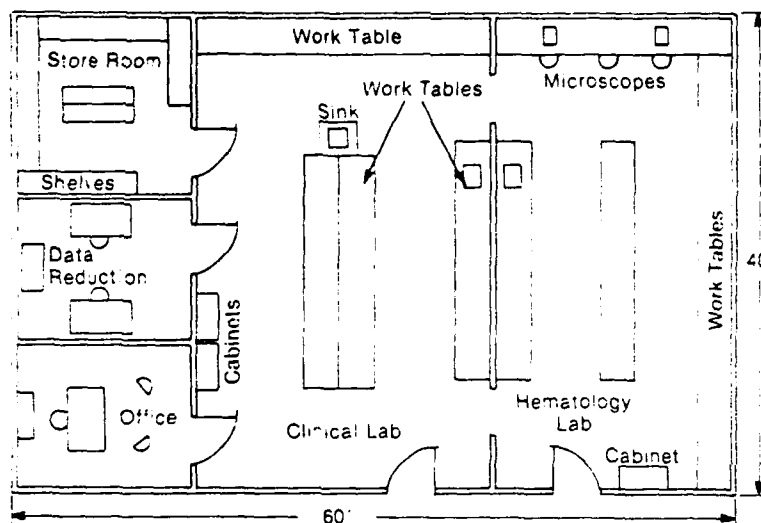 Work Table
Store Room
Microscopes
Work Tables
Sink
Shelves
Data
Reduction
Work Tables
Cabinets
Office
Hematology
Lab
Clinical Lab
Cabinet
60'